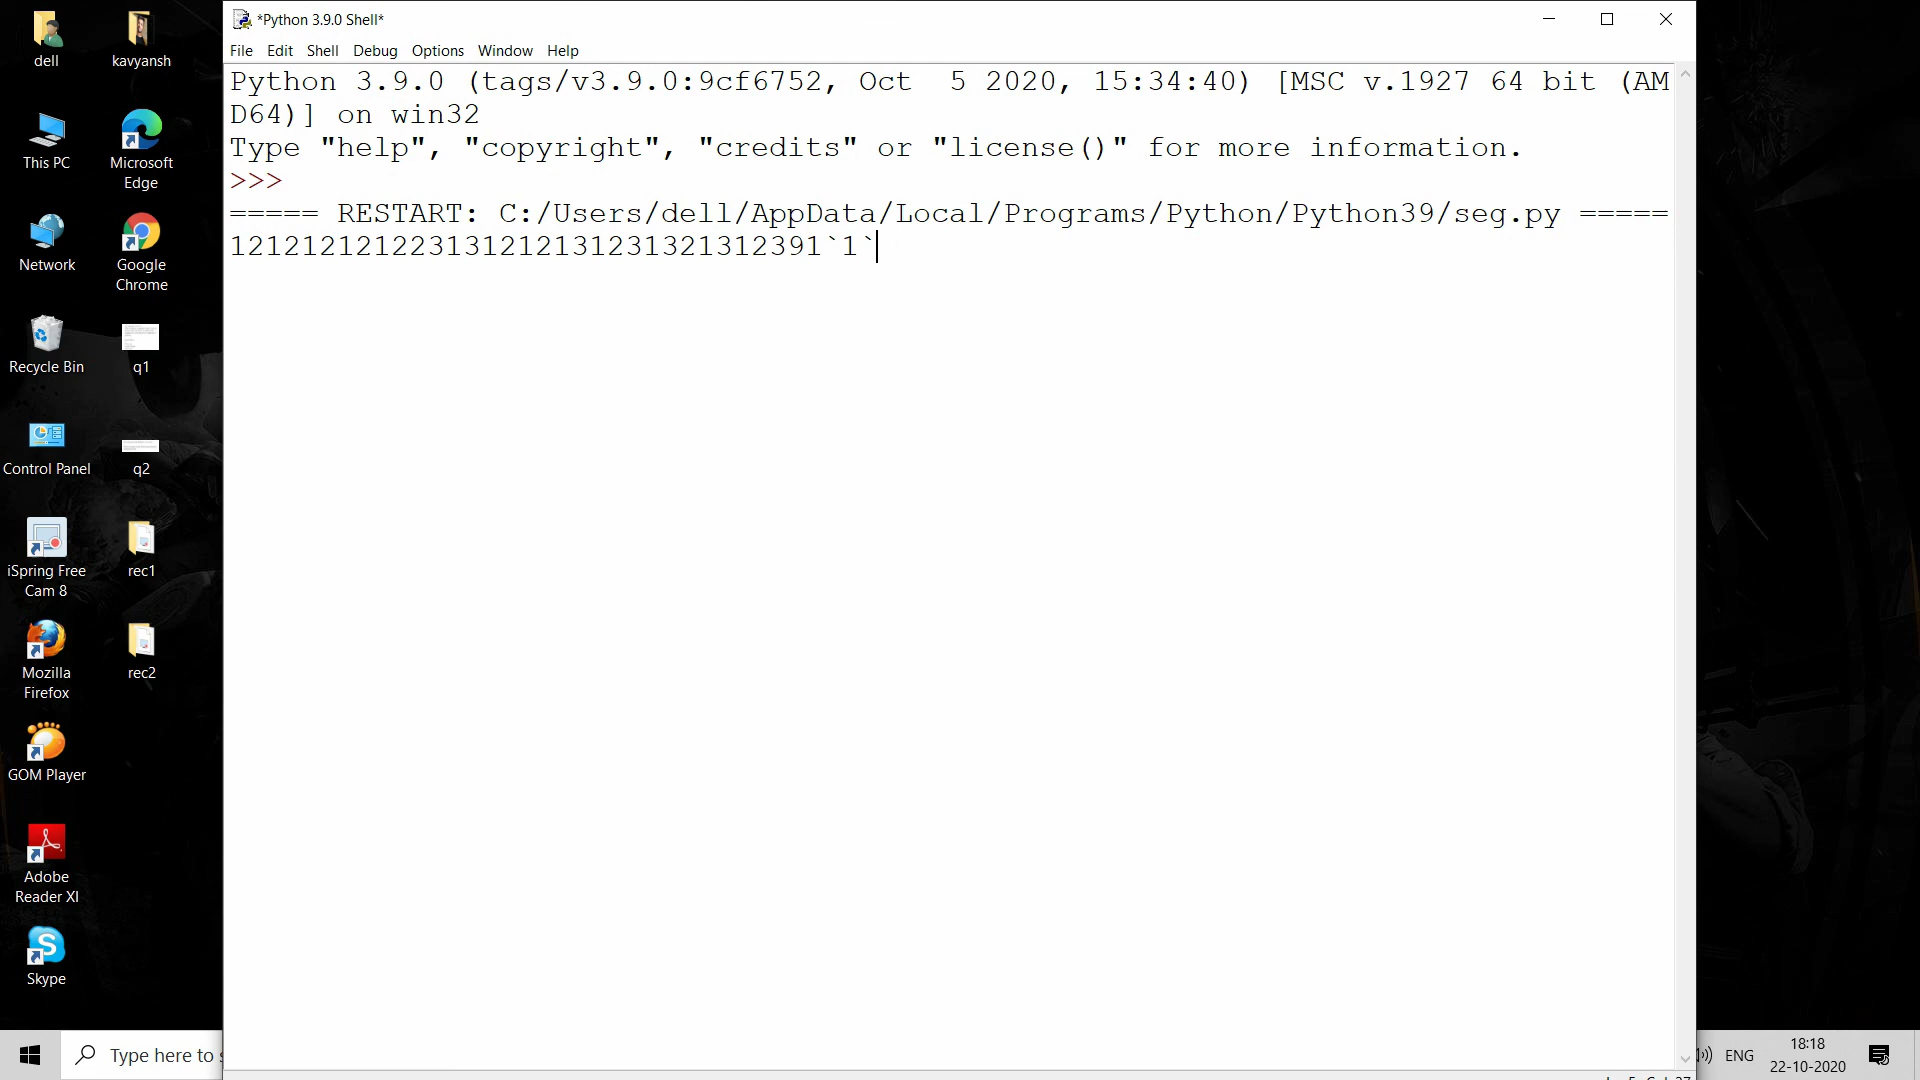 *Python 3.9.0 Shell*
File Edit Shell Debug Options Window Help
Python 3.9.0 (tags/v3.9.0:9cf6752, Oct  5 2020, 15:34:40) [MSC v.1927 64 bit (AM
D64)] on win32
Type "help", "copyright", "credits" or "license()" for more information.
>>>
===== RESTART: C:/Users/dell/AppData/Local/Programs/Python/Python39/seg.py =====
121212121223131212131231321312391`1`
dell
kavyansh
This PC
Microsoft
Edge
Network
Google
Chrome
Recycle Bin
q1
Control Panel
q2
iSpring Free
Cam 8
rec1
Mozilla
Firefox
rec2
GOM Player
Adobe
Reader XI
Skype
Type here to
ENG
18:18
22-10-2020